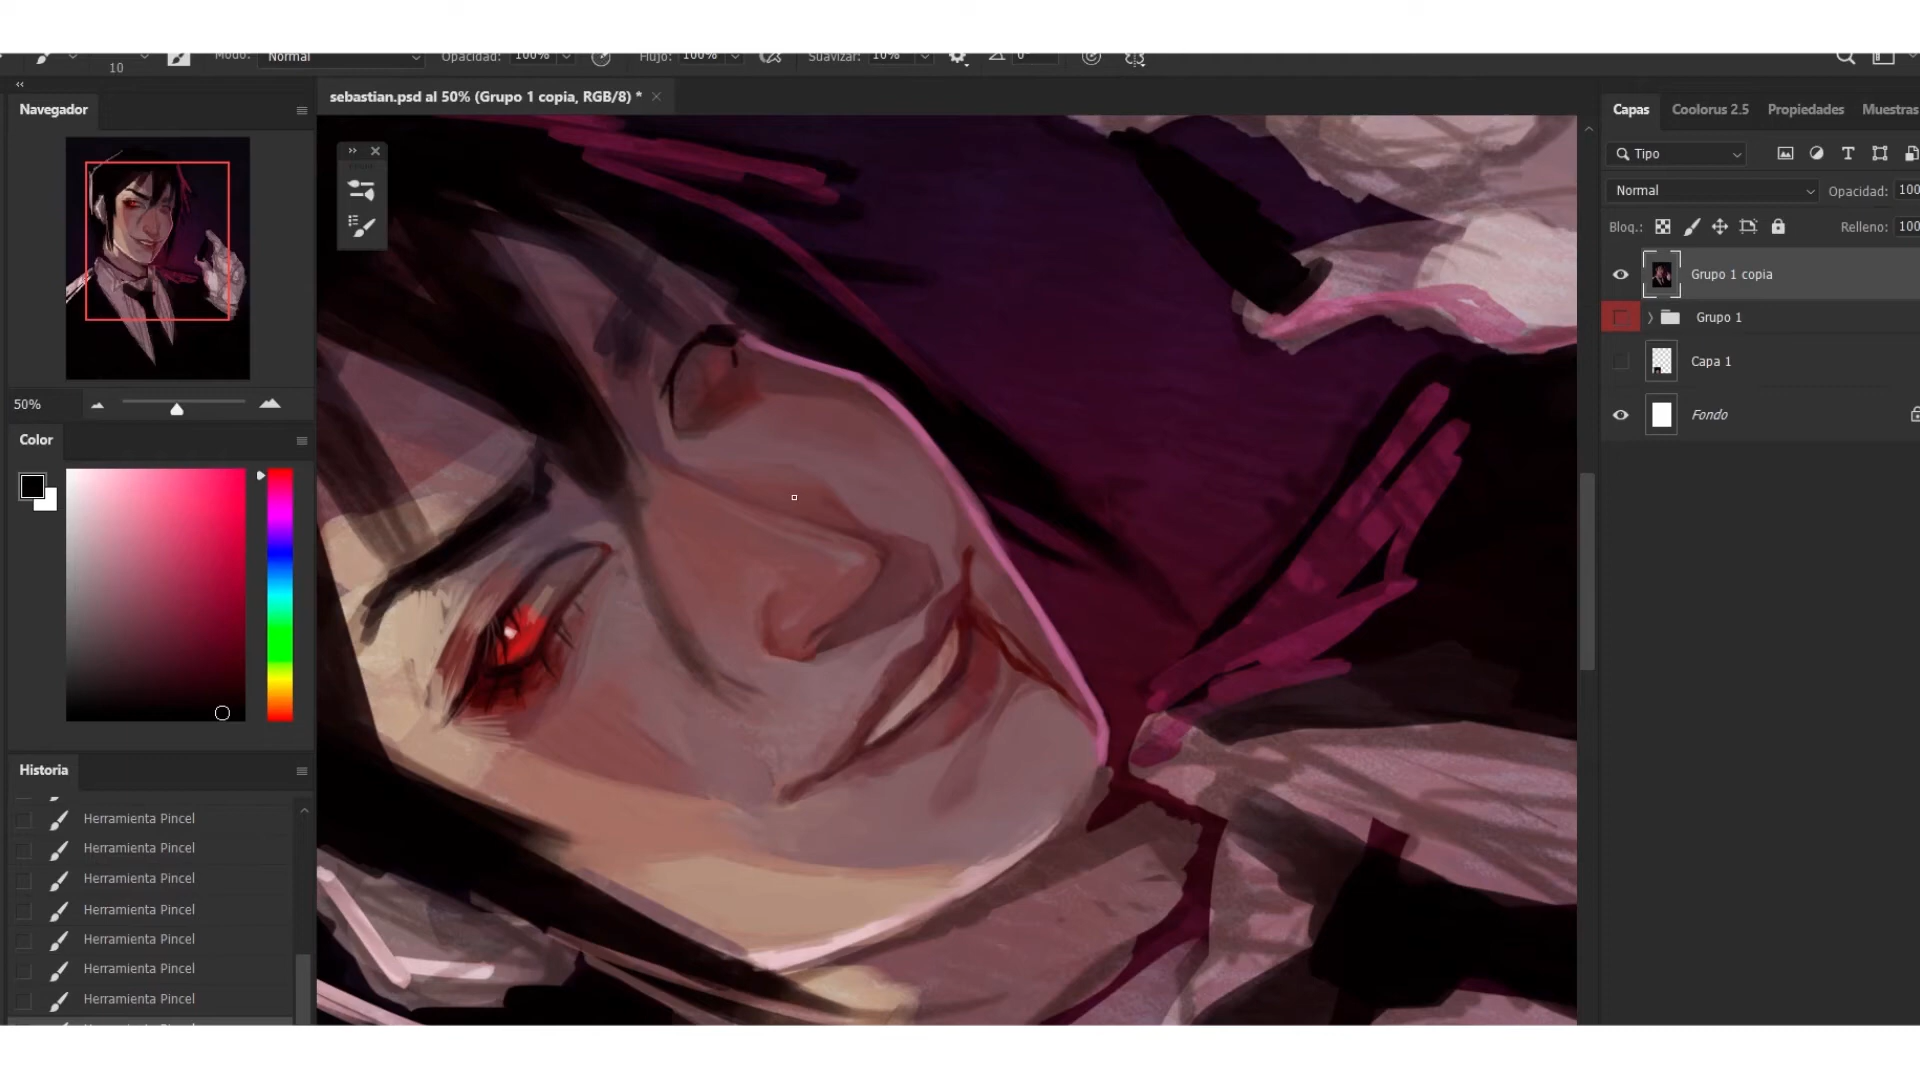 10 Modo: Normal Opacidad: 100% Flujo: 100% Suavizar: 10% 0°
Navegador
sebastian.psd al 50% (Grupo 1 copia, RGB/8) *
Capas Coolorus 2.5 Propiedades Muestras
Tipo
Normal Opacidad: 100
Bloq.: Relleno: 100
Grupo 1 copia
Grupo 1
Capa 1
Fondo
50%
Color
Historia
Herramienta Pincel
Herramienta Pincel
Herramienta Pincel
Herramienta Pincel
Herramienta Pincel
Herramienta Pincel
Herramienta Pincel